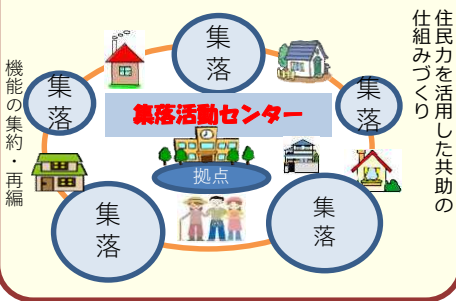 住民力を活用した共助の
仕組みづくり
集落
集落
集落
集落活動センター
機能の集約・再編
拠点
集落
集落